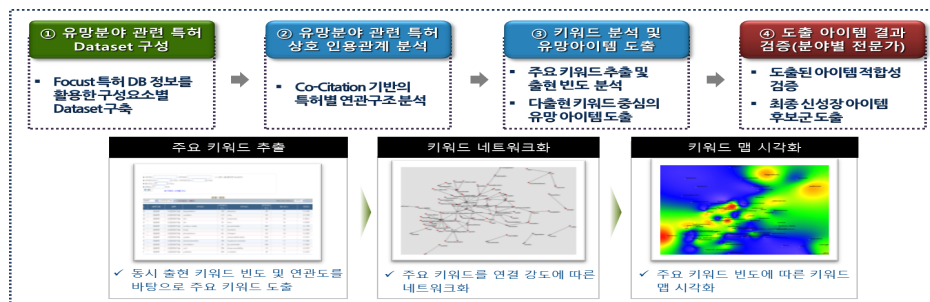 ① 유망분야 관련 특허
Dataset 구성
▪ Focust 특허 DB 정보를
활용한 구성요소별
Dataset 구축
② 유망분야 관련 특허
상호 인용관계 분석
▪ Co-Citation 기반의
특허별 연관구조 분석
③ 키워드 분석 및
유망아이템 도출
▪ 주요 키워드 추출 및
출현 빈도 분석
▪ 다출현 키워드 중심의
유망 아이템 도출
④ 도출 아이템 결과
검증(분야별 전문가)
▪ 도출된 아이템 적합성
검증
▪ 최종 신성장 아이템
후보군 도출
주요 키워드 추출
✓ 동시 출현 키워드 빈도 및 연관도를
바탕으로 주요 키워드 도출
키워드 네트워크화
✓ 주요 키워드를 연결 강도에 따른
네트워크화
키워드 맵 시각화
✓ 주요 키워드 빈도에 따른 키워드
맵 시각화